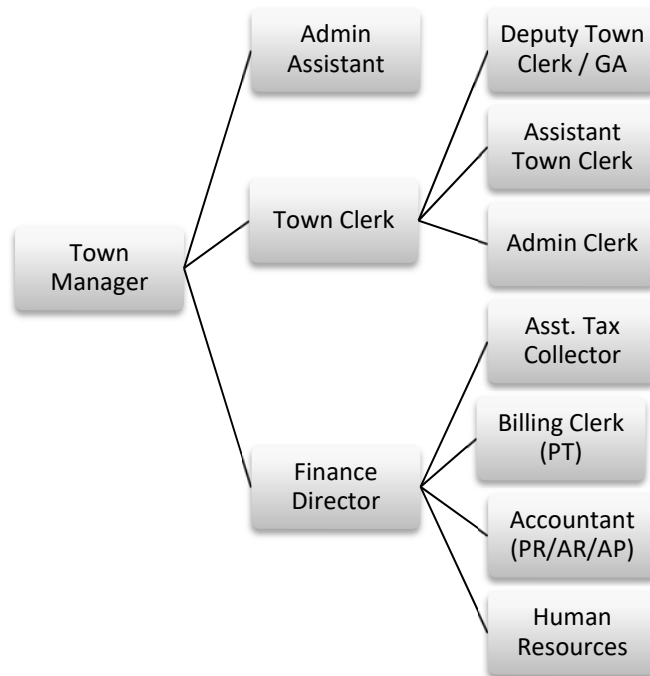 Admin
Assistant
Deputy Town
Clerk / GA
Assistant
Town Clerk
Town Clerk
Admin Clerk
Town
Manager
Asst. Tax
Collector
Billing Clerk
(PT)
Finance
Director
Accountant
(PR/AR/AP)
Human
Resources